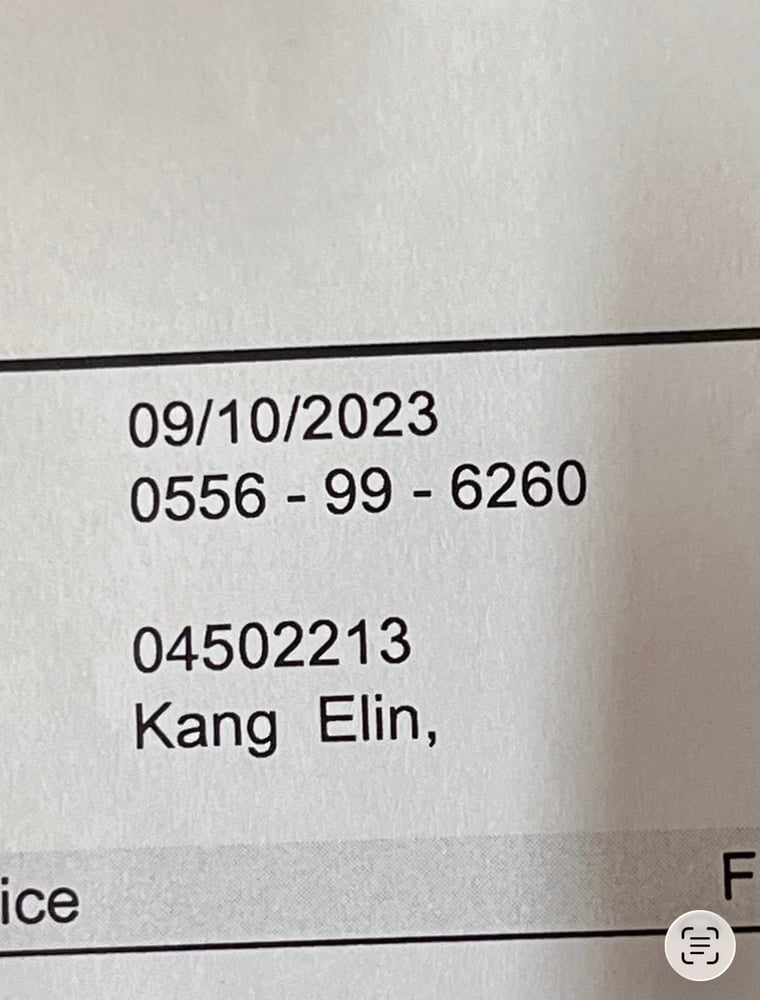 09/10/2023
0556 - 99 - 6260
04502213
Kang Elin,
ice
F